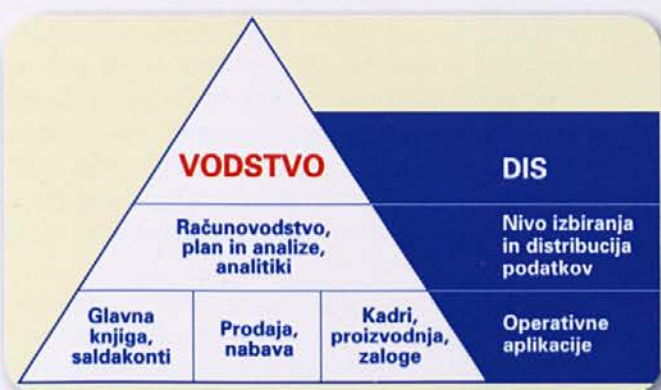 VODSTVO
DIS
Računovodstvo,
plan in analize,
analitiki
Nivo izbiranja
in distribucija
podatkov
Glavna
knjiga,
saldakonti
Prodaja,
nabava
Kadri,
proizvodnja,
zaloge
Operativne
aplikacije